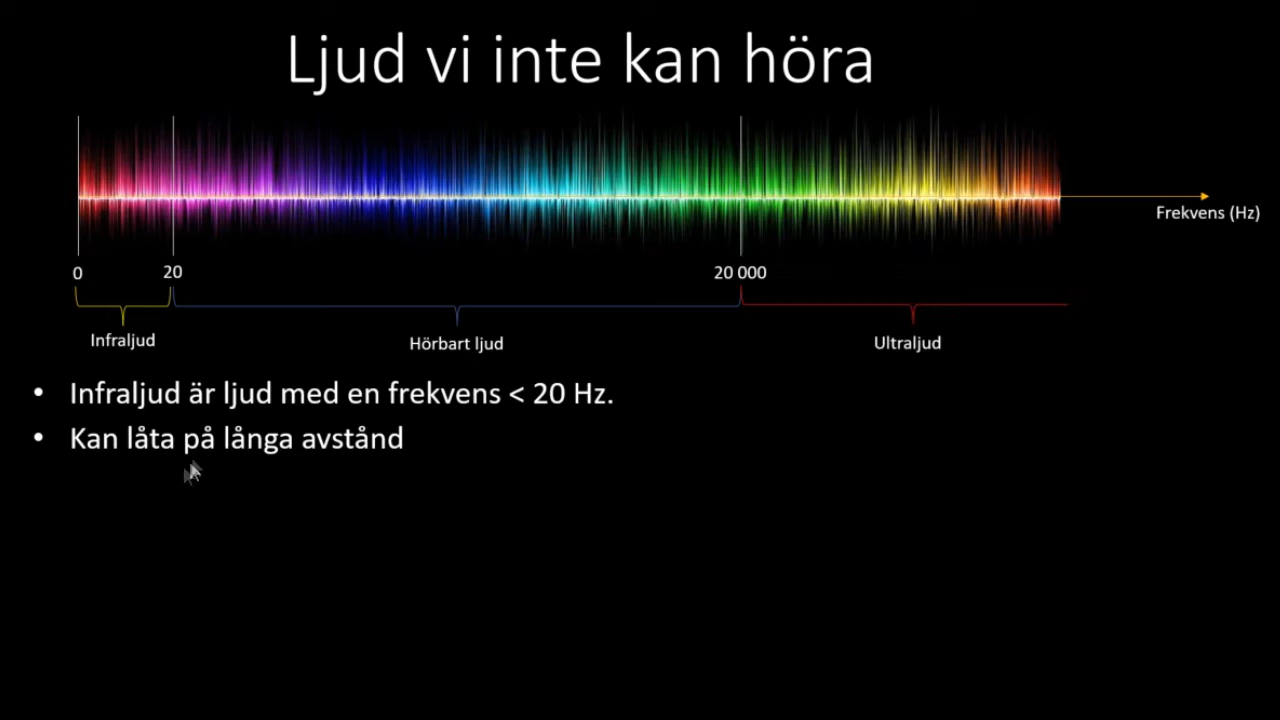 Ljud vi inte kan höra
Frekvens (Hz)
0
20
20 000
Infraljud
Hörbart ljud
Ultraljud
• Infraljud är ljud med en frekvens < 20 Hz.
• Kan låta på långa avstånd